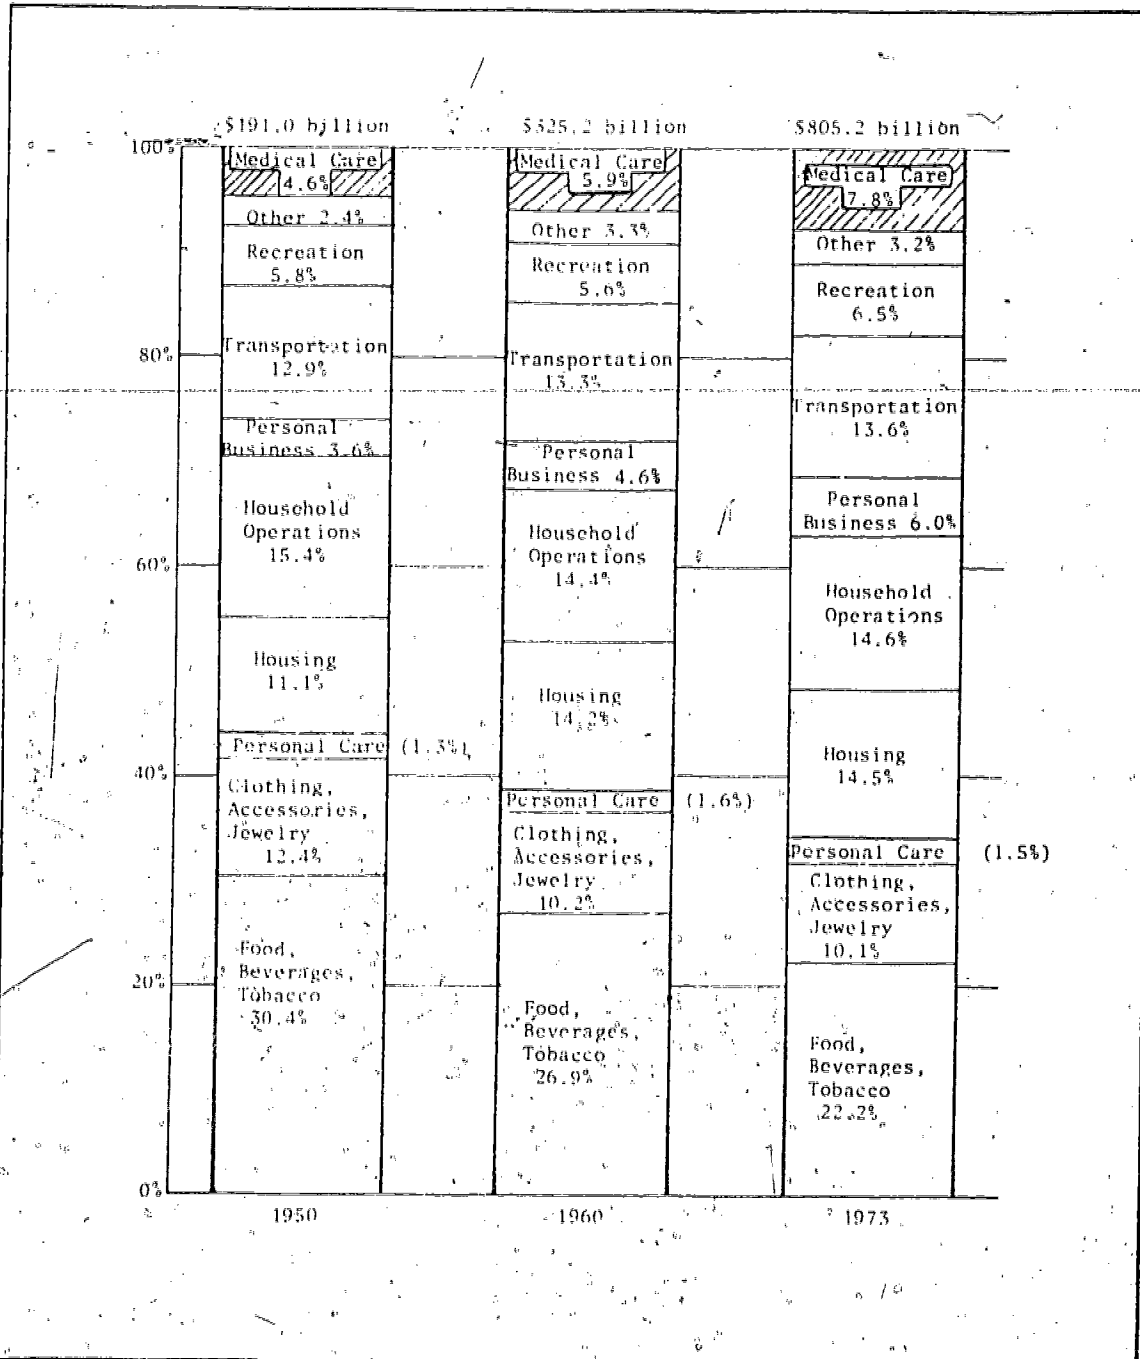 $191.0 billion
$325.2 billion
$805.2 billion
100%
80%
60%
40%
20%
0%
Medical Care
4.6%
Other 2.4%
Recreation
5.8%
Transportation
12.9%
Personal
Business 3.6%
Household
Operations
15.4%
Housing
11.1%
Personal Care (1.3%)
Clothing,
Accessories,
Jewelry
12.4%
Food,
Beverages,
Tobacco
30.4%
1950
Medical Care
5.9%
Other 3.3%
Recreation
5.6%
Transportation
13.3%
Personal
Business 4.6%
Household
Operations
14.4%
Housing
14.2%
Personal Care (1.6%)
Clothing,
Accessories,
Jewelry
10.2%
Food,
Beverages,
Tobacco
26.9%
1960
Medical Care
7.8%
Other 3.2%
Recreation
6.5%
Transportation
13.6%
Personal
Business 6.0%
Household
Operations
14.6%
Housing
14.5%
Personal Care (1.5%)
Clothing,
Accessories,
Jewelry
10.1%
Food,
Beverages,
Tobacco
22.2%
1973